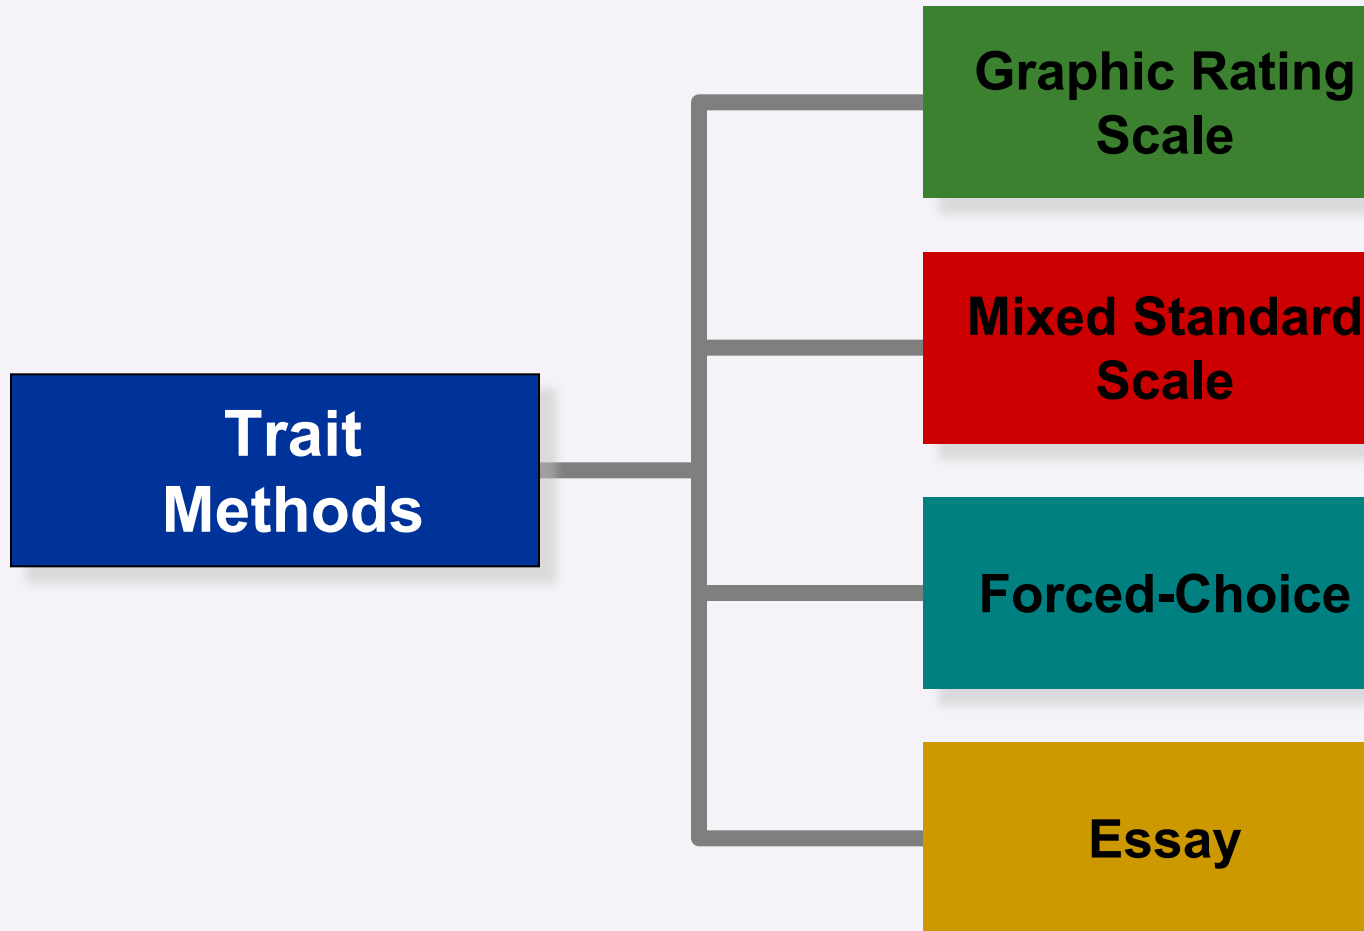 Graphic Rating
Scale
Mixed Standard
Scale
Trait
Methods
Forced-Choice
Essay